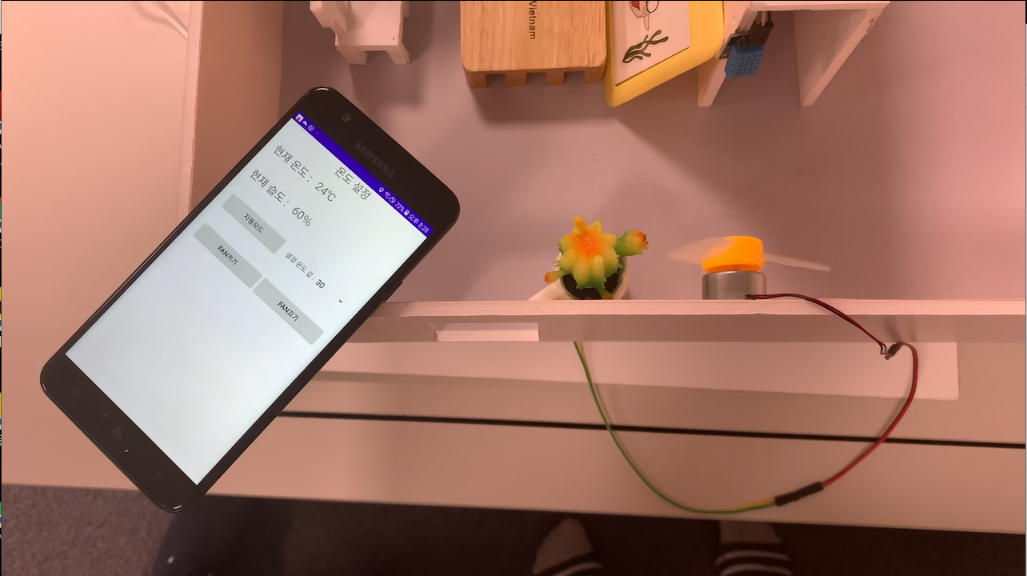 Vietnam
SAMSUNG
온도 설정
현재 온도 : 24℃
현재 습도 : 60%
자동모드
설정 온도 값 : 30
FAN켜기
FAN끄기